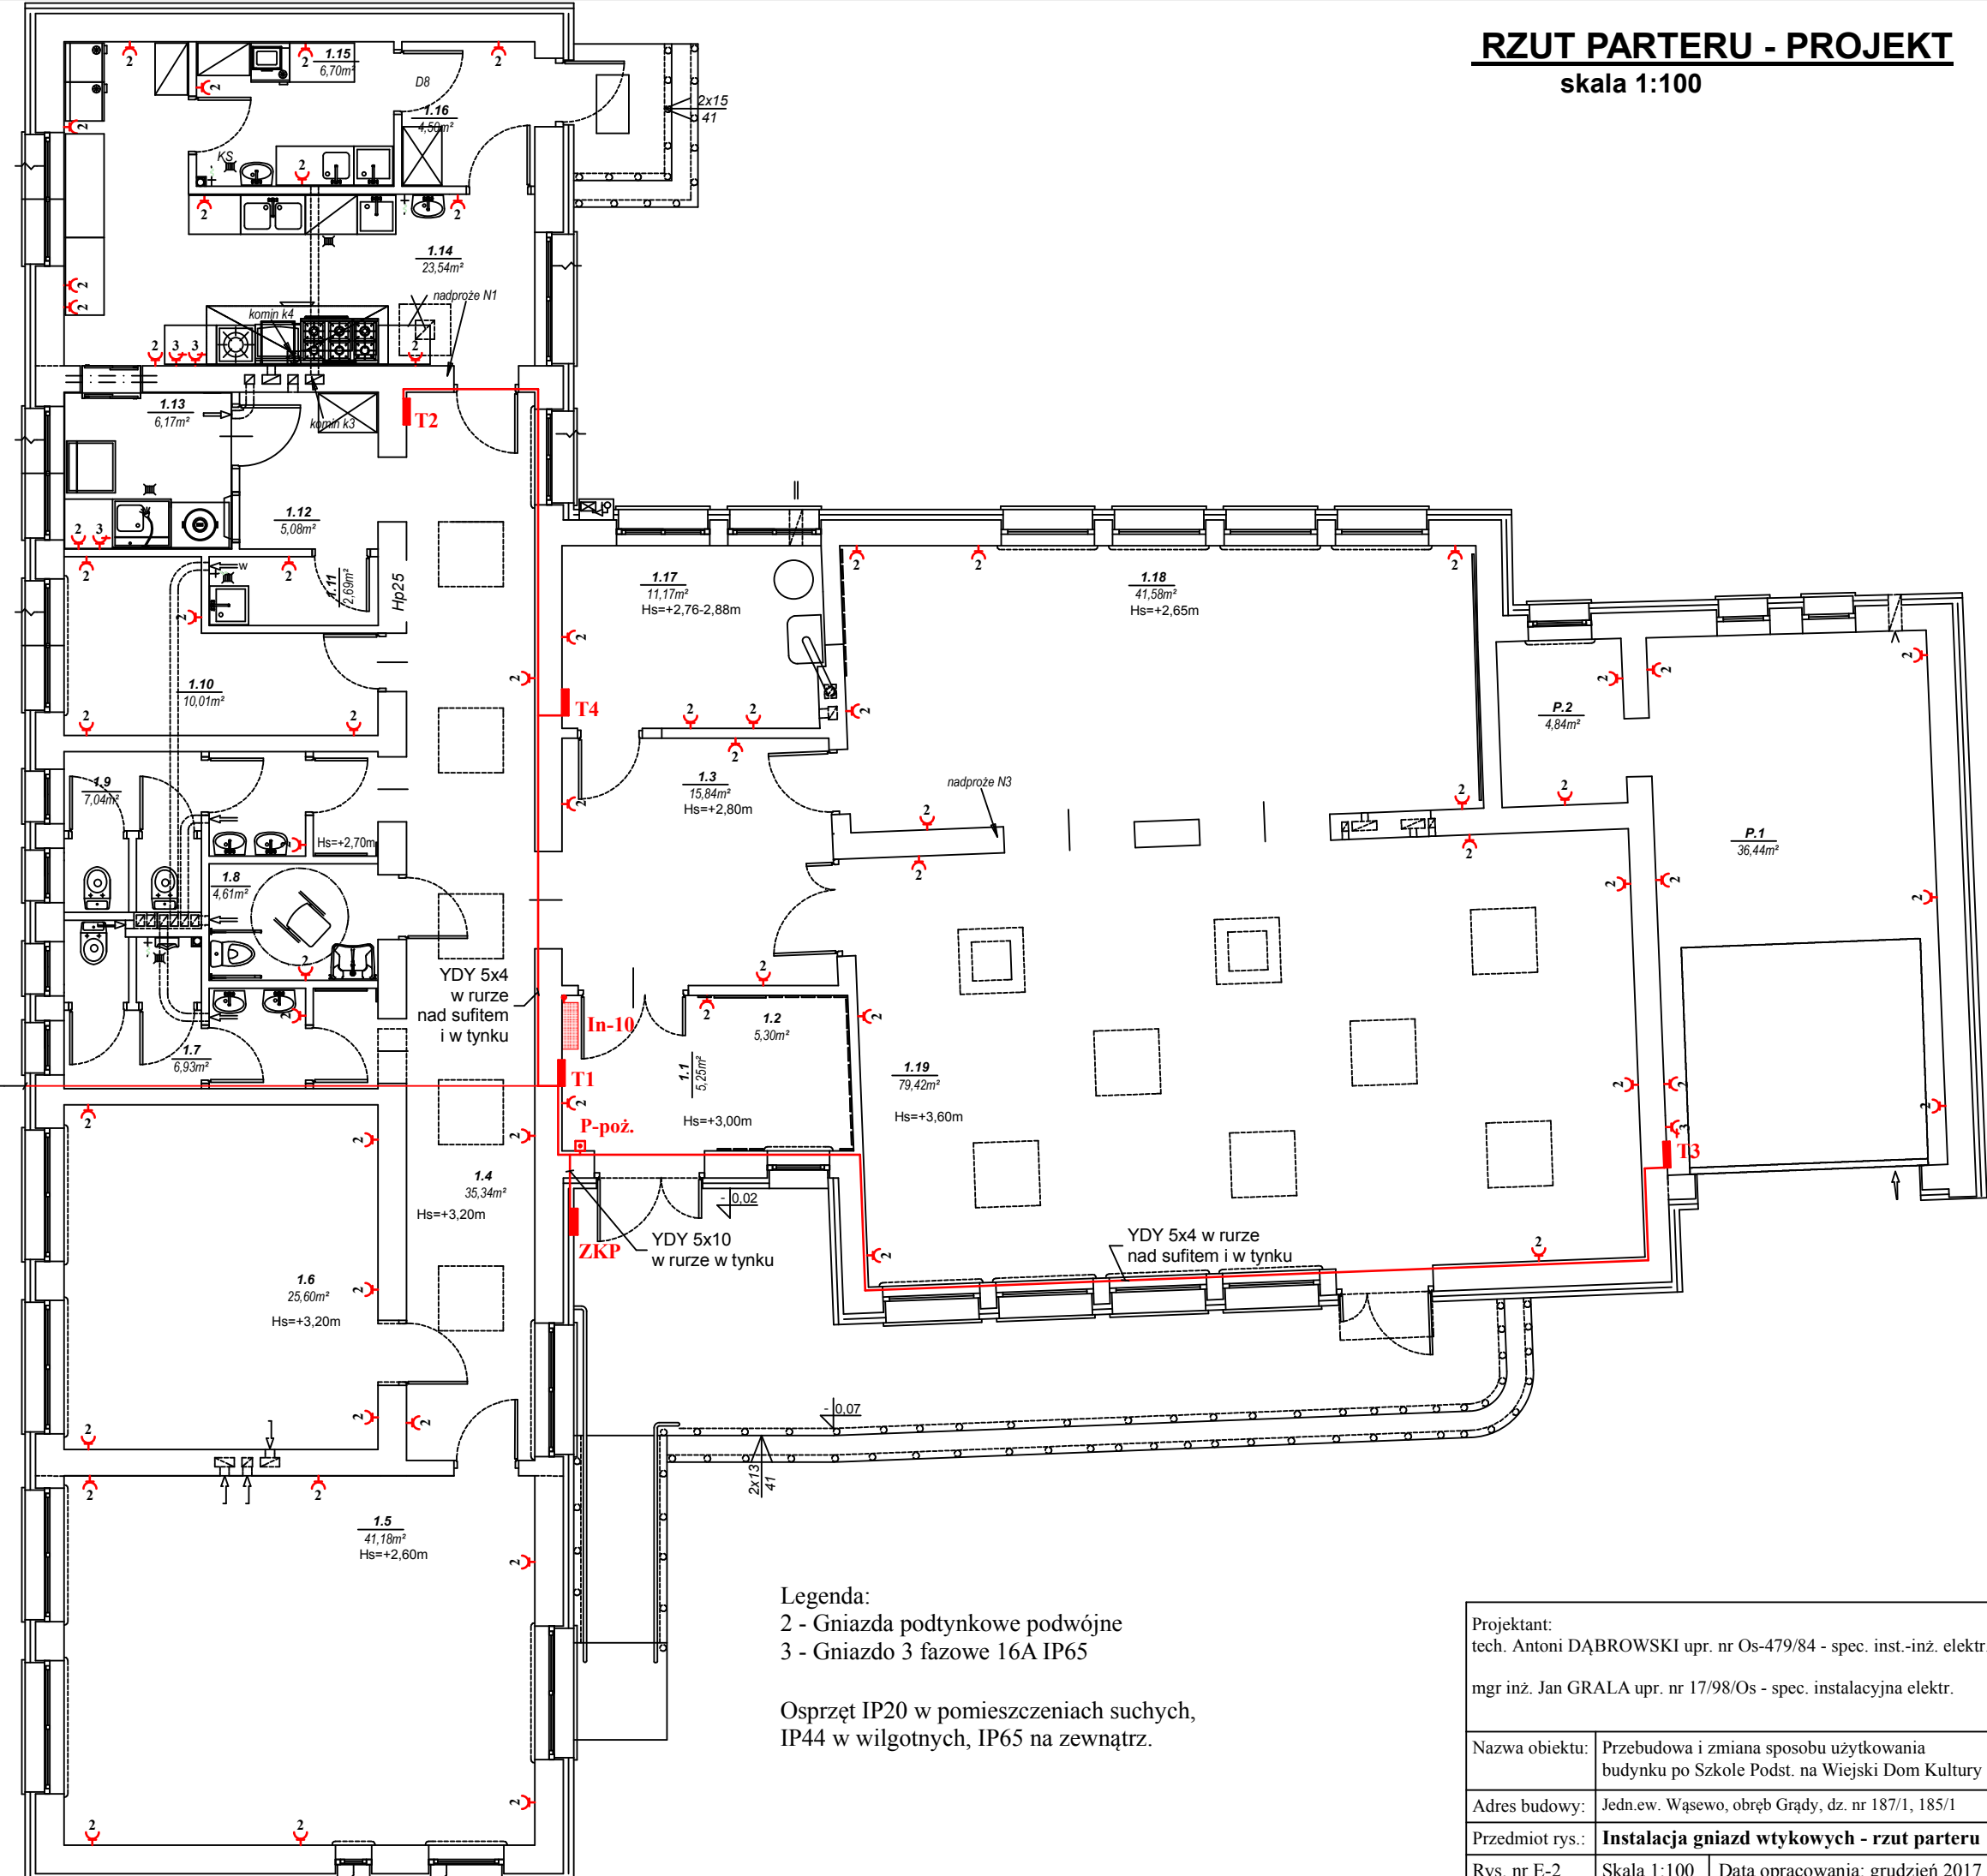 RZUT PARTERU - PROJEKT
skala 1:100
1.15
6,70m²
D8
1.16
4,50m²
2x15
41
KS
1.14
23,54m²
nadproże N1
komin k4
1.13
6,17m²
komin k3
T2
1.12
5,08m²
1.11
2,69m²
Hp25
w
1.10
10,01m²
1.17
11,17m²
Hs=+2,76-2,88m
1.18
41,58m²
Hs=+2,65m
T4
P.2
4,84m²
1.9
7,04m²
Hs=+2,70m
1.3
15,84m²
Hs=+2,80m
nadproże N3
P.1
36,44m²
1.8
4,61m²
YDY 5x4
w rurze
nad sufitem
i w tynku
In-10
1.2
5,30m²
1.7
6,93m²
T1
1.1
5,25m²
1.19
79,42m²
Hs=+3,60m
Hs=+3,00m
P-poż.
T3
1.4
35,34m²
Hs=+3,20m
- 0,02
ZKP
YDY 5x10
w rurze w tynku
YDY 5x4 w rurze
nad sufitem i w tynku
1.6
25,60m²
Hs=+3,20m
- 0,07
2x13
41
1.5
41,18m²
Hs=+2,60m
Legenda:
2 - Gniazda podtynkowe podwójne
3 - Gniazdo 3 fazowe 16A IP65
Osprzęt IP20 w pomieszczeniach suchych,
IP44 w wilgotnych, IP65 na zewnątrz.
Projektant:
tech. Antoni DĄBROWSKI upr. nr Os-479/84 - spec. inst.-inż. elektr.
mgr inż. Jan GRALA upr. nr 17/98/Os - spec. instalacyjna elektr.
Nazwa obiektu: Przebudowa i zmiana sposobu użytkowania
budynku po Szkole Podst. na Wiejski Dom Kultury
Adres budowy: Jedn.ew. Wąsewo, obręb Grądy, dz. nr 187/1, 185/1
Przedmiot rys.: Instalacja gniazd wtykowych - rzut parteru
Rys. nr E-2 Skala 1:100 Data opracowania: grudzień 2017